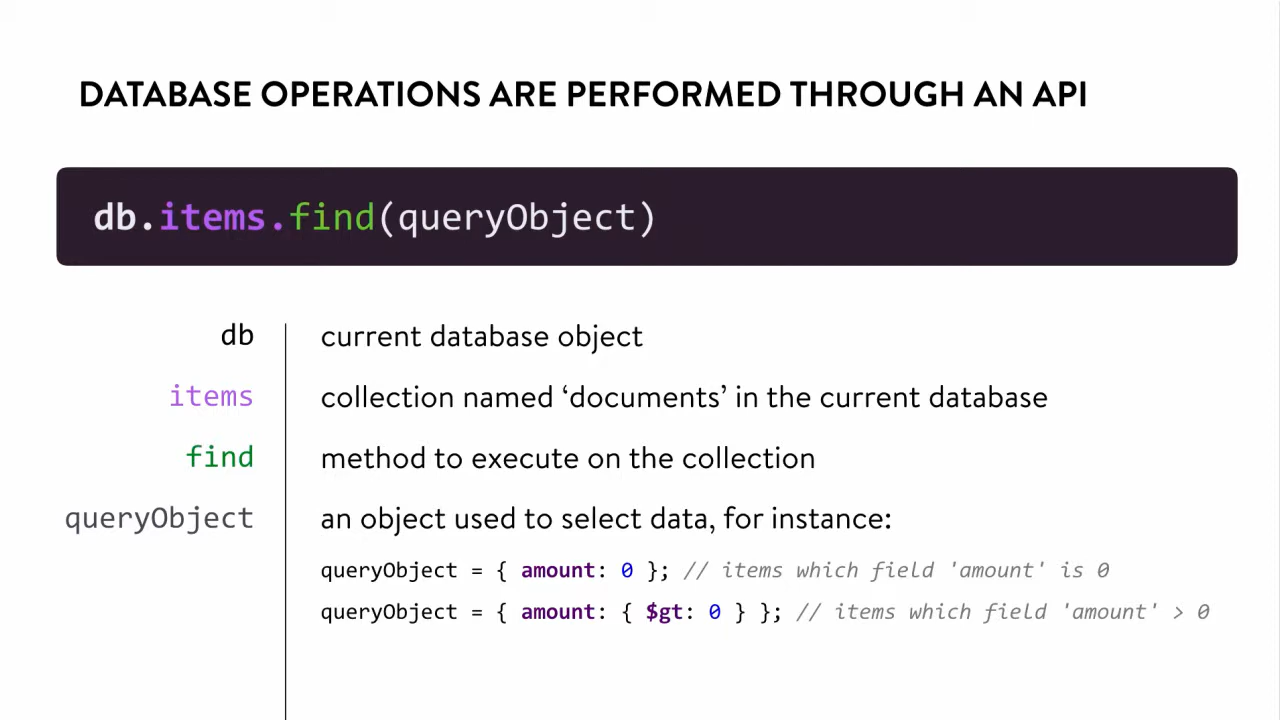 DATABASE OPERATIONS ARE PERFORMED THROUGH AN API
db.items.find(queryObject)
db current database object
items collection named ‘documents’ in the current database
find method to execute on the collection
queryObject an object used to select data, for instance:
queryObject = { amount: 0 }; // items which field 'amount' is 0
queryObject = { amount: { $gt: 0 } }; // items which field 'amount' > 0